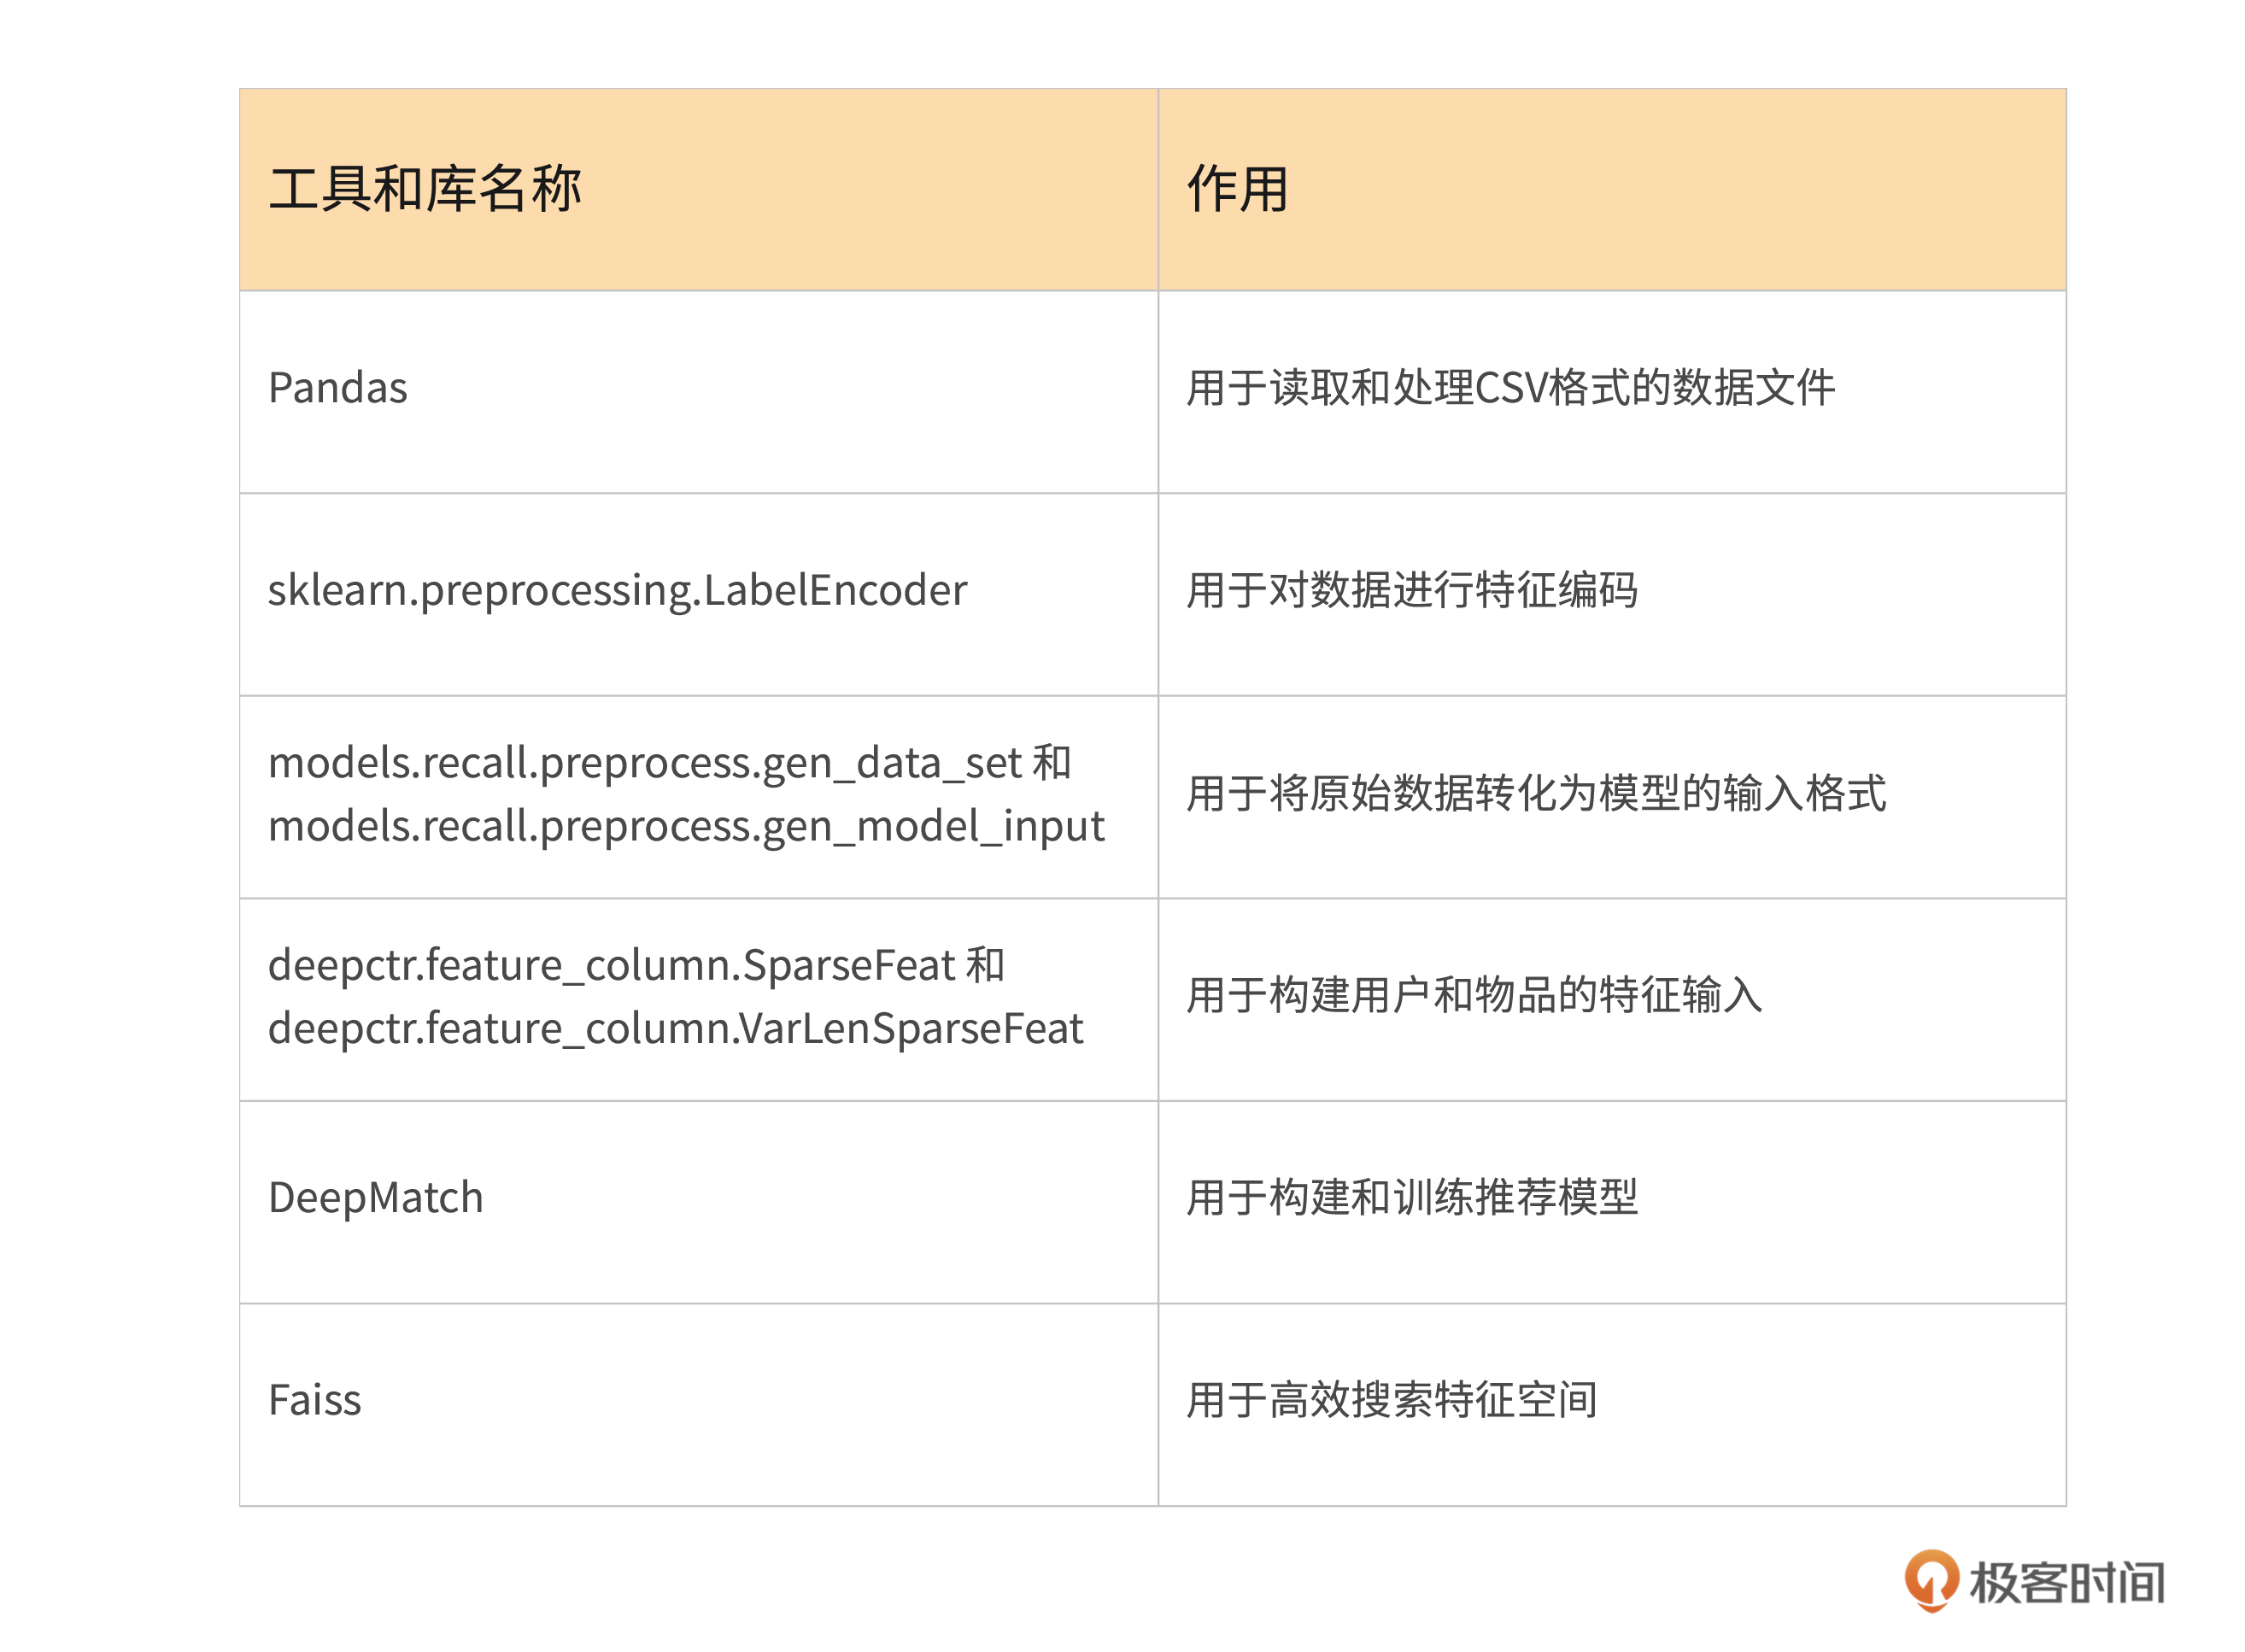 工具和库名称
作用
Pandas
用于读取和处理CSV格式的数据文件
sklearn.preprocessing.LabelEncoder
用于对数据进行特征编码
models.recall.preprocess.gen_data_set 和
models.recall.preprocess.gen_model_input
用于将原始数据转化为模型的输入格式
deepctr.feature_column.SparseFeat 和
deepctr.feature_column.VarLenSparseFeat
用于构建用户和物品的特征输入
DeepMatch
用于构建和训练推荐模型
Faiss
用于高效搜索特征空间
极客时间